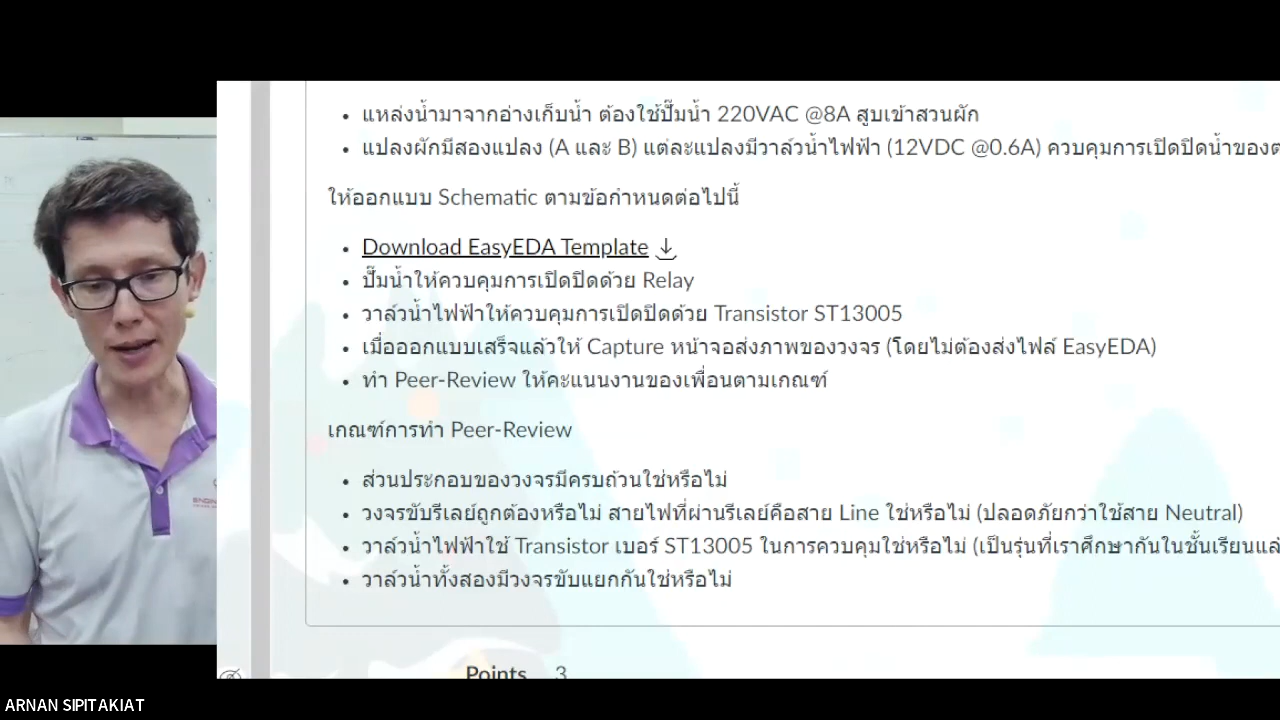 แหล่งน้ำมาจากอ่างเก็บน้ำ ต้องใช้ปั๊มน้ำ 220VAC @8A สูบเข้าสวนผัก
แปลงผักมีสองแปลง (A และ B) แต่ละแปลงมีวาล์วน้ำไฟฟ้า (12VDC @0.6A) ควบคุมการเปิดปิดน้ำของ
ให้ออกแบบ Schematic ตามข้อกำหนดต่อไปนี้
Download EasyEDA Template
ปั๊มน้ำให้ควบคุมการเปิดปิดด้วย Relay
วาล์วน้ำไฟฟ้าให้ควบคุมการเปิดปิดด้วย Transistor ST13005
เมื่อออกแบบเสร็จแล้วให้ Capture หน้าจอส่งภาพของวงจร (โดยไม่ต้องส่งไฟล์ EasyEDA)
ทำ Peer-Review ให้คะแนนงานของเพื่อนตามเกณฑ์
เกณฑ์การทำ Peer-Review
ส่วนประกอบของวงจรมีครบถ้วนใช่หรือไม่
วงจรขับรีเลย์ถูกต้องหรือไม่ สายไฟที่ผ่านรีเลย์คือสาย Line ใช่หรือไม่ (ปลอดภัยกว่าใช้สาย Neutral)
วาล์วน้ำไฟฟ้าใช้ Transistor เบอร์ ST13005 ในการควบคุมใช่หรือไม่ (เป็นรุ่นที่เราศึกษากันในชั้นเรียน
วาล์วน้ำทั้งสองมีวงจรขับแยกกันใช่หรือไม่
Points 3
ARNAN SIPITAKIAT